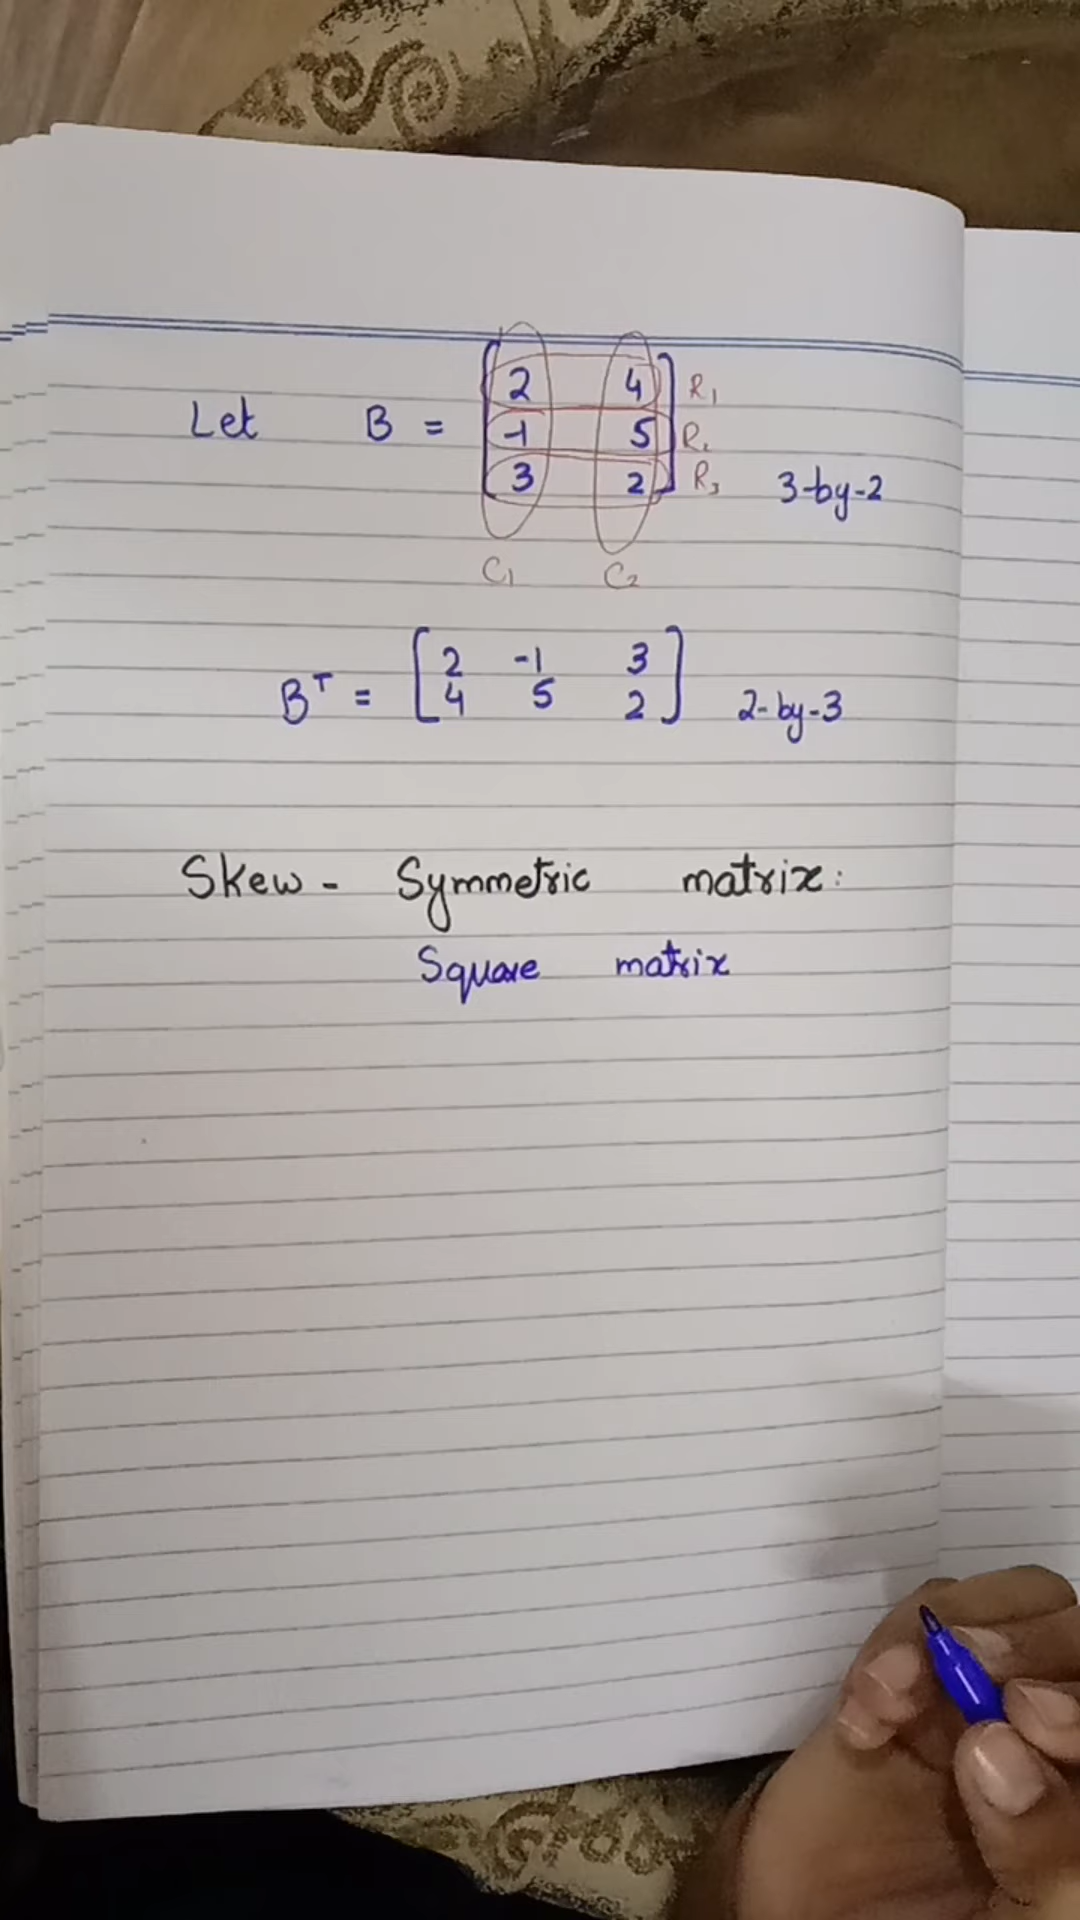 Let B = [ 2 4 ] R₁
[ -1 5 ] R₂
[ 3 2 ] R₃ 3-by-2
C₁ C₂
Bᵀ = [ 2 -1 3 ]
[ 4 5 2 ] 2-by-3
Skew - Symmetric matrix:
Square matrix